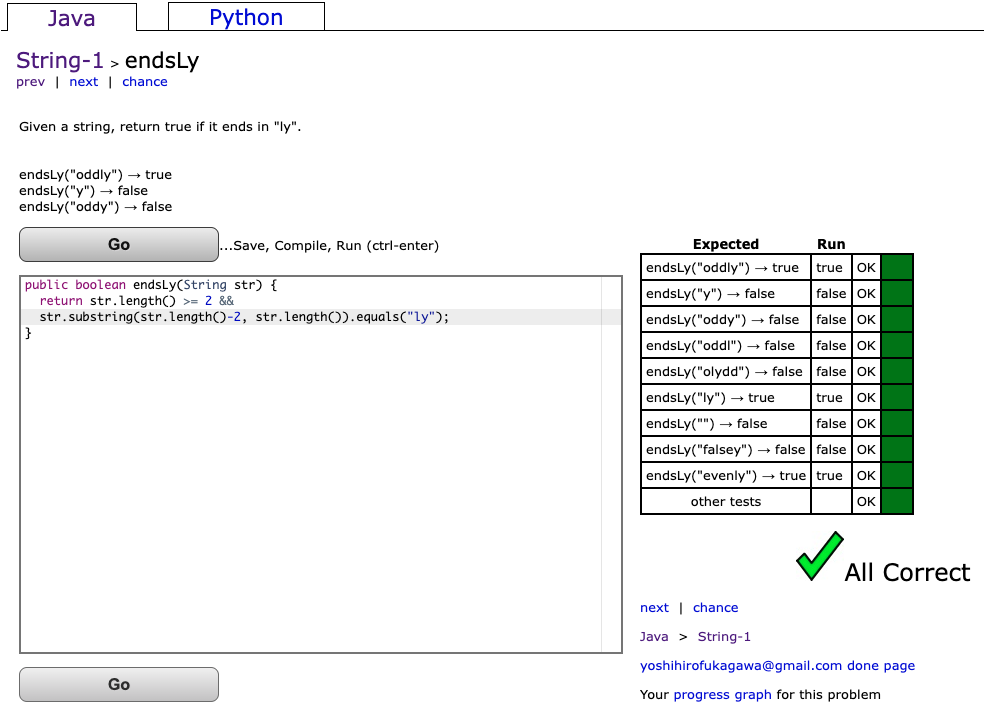 Java
Python
String-1 > endsLy
prev | next | chance
Given a string, return true if it ends in "ly".
endsLy("oddly") → true
endsLy("y") → false
endsLy("oddy") → false
Go
...Save, Compile, Run (ctrl-enter)
public boolean endsLy(String str) {
  return str.length() >= 2 &&
  str.substring(str.length()-2, str.length()).equals("ly");
}
Go
Expected Run
endsLy("oddly") → true true OK
endsLy("y") → false false OK
endsLy("oddy") → false false OK
endsLy("oddl") → false false OK
endsLy("olydd") → false false OK
endsLy("ly") → true true OK
endsLy("") → false false OK
endsLy("falsey") → false false OK
endsLy("evenly") → true true OK
other tests OK
All Correct
next | chance
Java > String-1
yoshihirofukagawa@gmail.com done page
Your progress graph for this problem